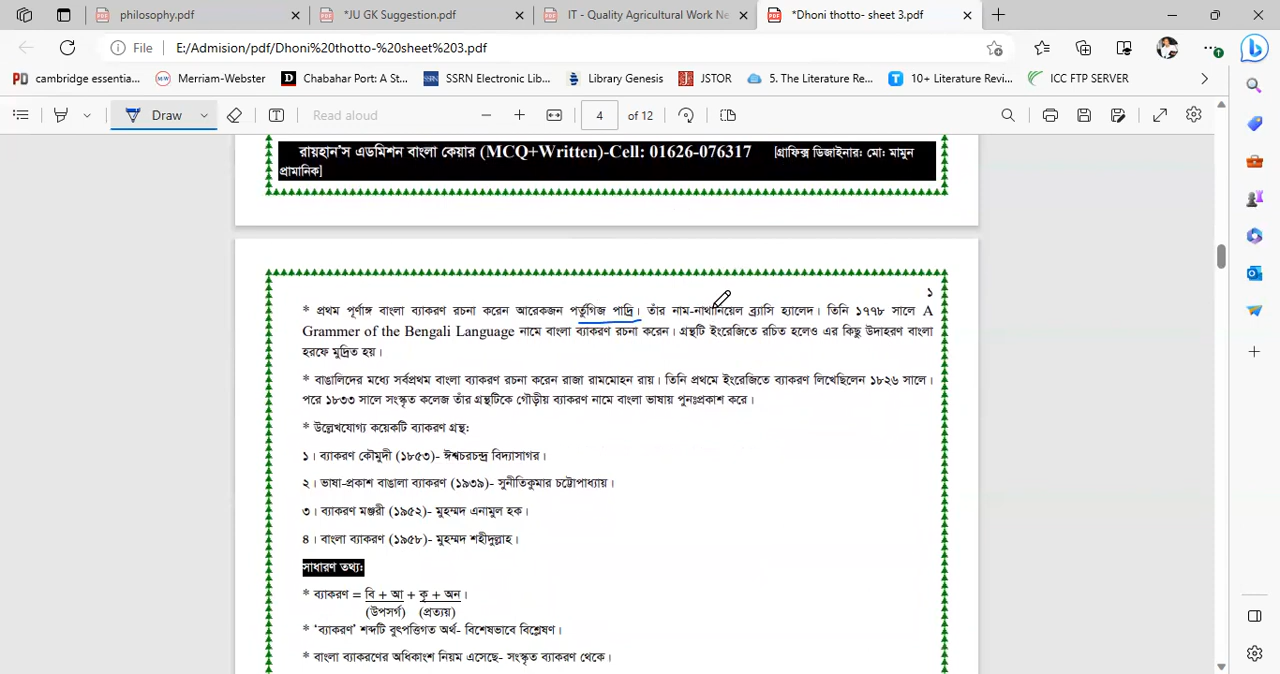 philosophy.pdf
*JU GK Suggestion.pdf
IT - Quality Agricultural Work Ne
*Dhoni thotto- sheet 3.pdf
File E:/Admision/pdf/Dhoni%20thotto-%20sheet%203.pdf
cambridge essentia...
Merriam-Webster
Chabahar Port: A St...
SSRN Electronic Lib...
Library Genesis
JSTOR
5. The Literature Re...
10+ Literature Revi...
ICC FTP SERVER
Draw
Read aloud
4 of 12
রায়হান’স এডমিশন বাংলা কেয়ার (MCQ+Written)-Cell: 01626-076317 [গ্রাফিক্স ডিজাইনার: মো: মামুন
প্রামানিক]
১
* প্রথম পূর্ণাঙ্গ বাংলা ব্যাকরণ রচনা করেন আরেকজন পর্তুগিজ পাদ্রি। তাঁর নাম-নাথানিয়েল ব্র্যাসি হ্যালেদ। তিনি ১৭৭৮ সালে A
Grammer of the Bengali Language নামে বাংলা ব্যাকরণ রচনা করেন। গ্রন্থটি ইংরেজিতে রচিত হলেও এর কিছু উদাহরণ বাংলা
হরফে মুদ্রিত হয়।
* বাঙালিদের মধ্যে সর্বপ্রথম বাংলা ব্যাকরণ রচনা করেন রাজা রামমোহন রায়। তিনি প্রথমে ইংরেজিতে ব্যাকরণ লিখেছিলেন ১৮২৬ সালে।
পরে ১৮৩৩ সালে সংস্কৃত কলেজ তাঁর গ্রন্থটিকে গৌড়ীয় ব্যাকরণ নামে বাংলা ভাষায় পুনঃপ্রকাশ করে।
* উল্লেখযোগ্য কয়েকটি ব্যাকরণ গ্রন্থ:
১। ব্যাকরণ কৌমুদী (১৮৫৩)- ঈশ্বচরচন্দ্র বিদ্যাসাগর।
২। ভাষা-প্রকাশ বাঙালা ব্যাকরণ (১৯৩৯)- সুনীতিকুমার চট্টোপাধ্যায়।
৩। ব্যাকরণ মঞ্জরী (১৯৫২)- মুহম্মদ এনামুল হক।
৪। বাংলা ব্যাকরণ (১৯৫৮)- মুহম্মদ শহীদুল্লাহ।
সাধারণ তথ্য:
* ব্যাকরণ = বি + আ + কৃ + অন।
(উপসর্গ) (প্রত্যয়)
* ‘ব্যাকরণ’ শব্দটি বুৎপত্তিগত অর্থ- বিশেষভাবে বিশ্লেষণ।
* বাংলা ব্যাকরণের অধিকাংশ নিয়ম এসেছে- সংস্কৃত ব্যাকরণ থেকে।